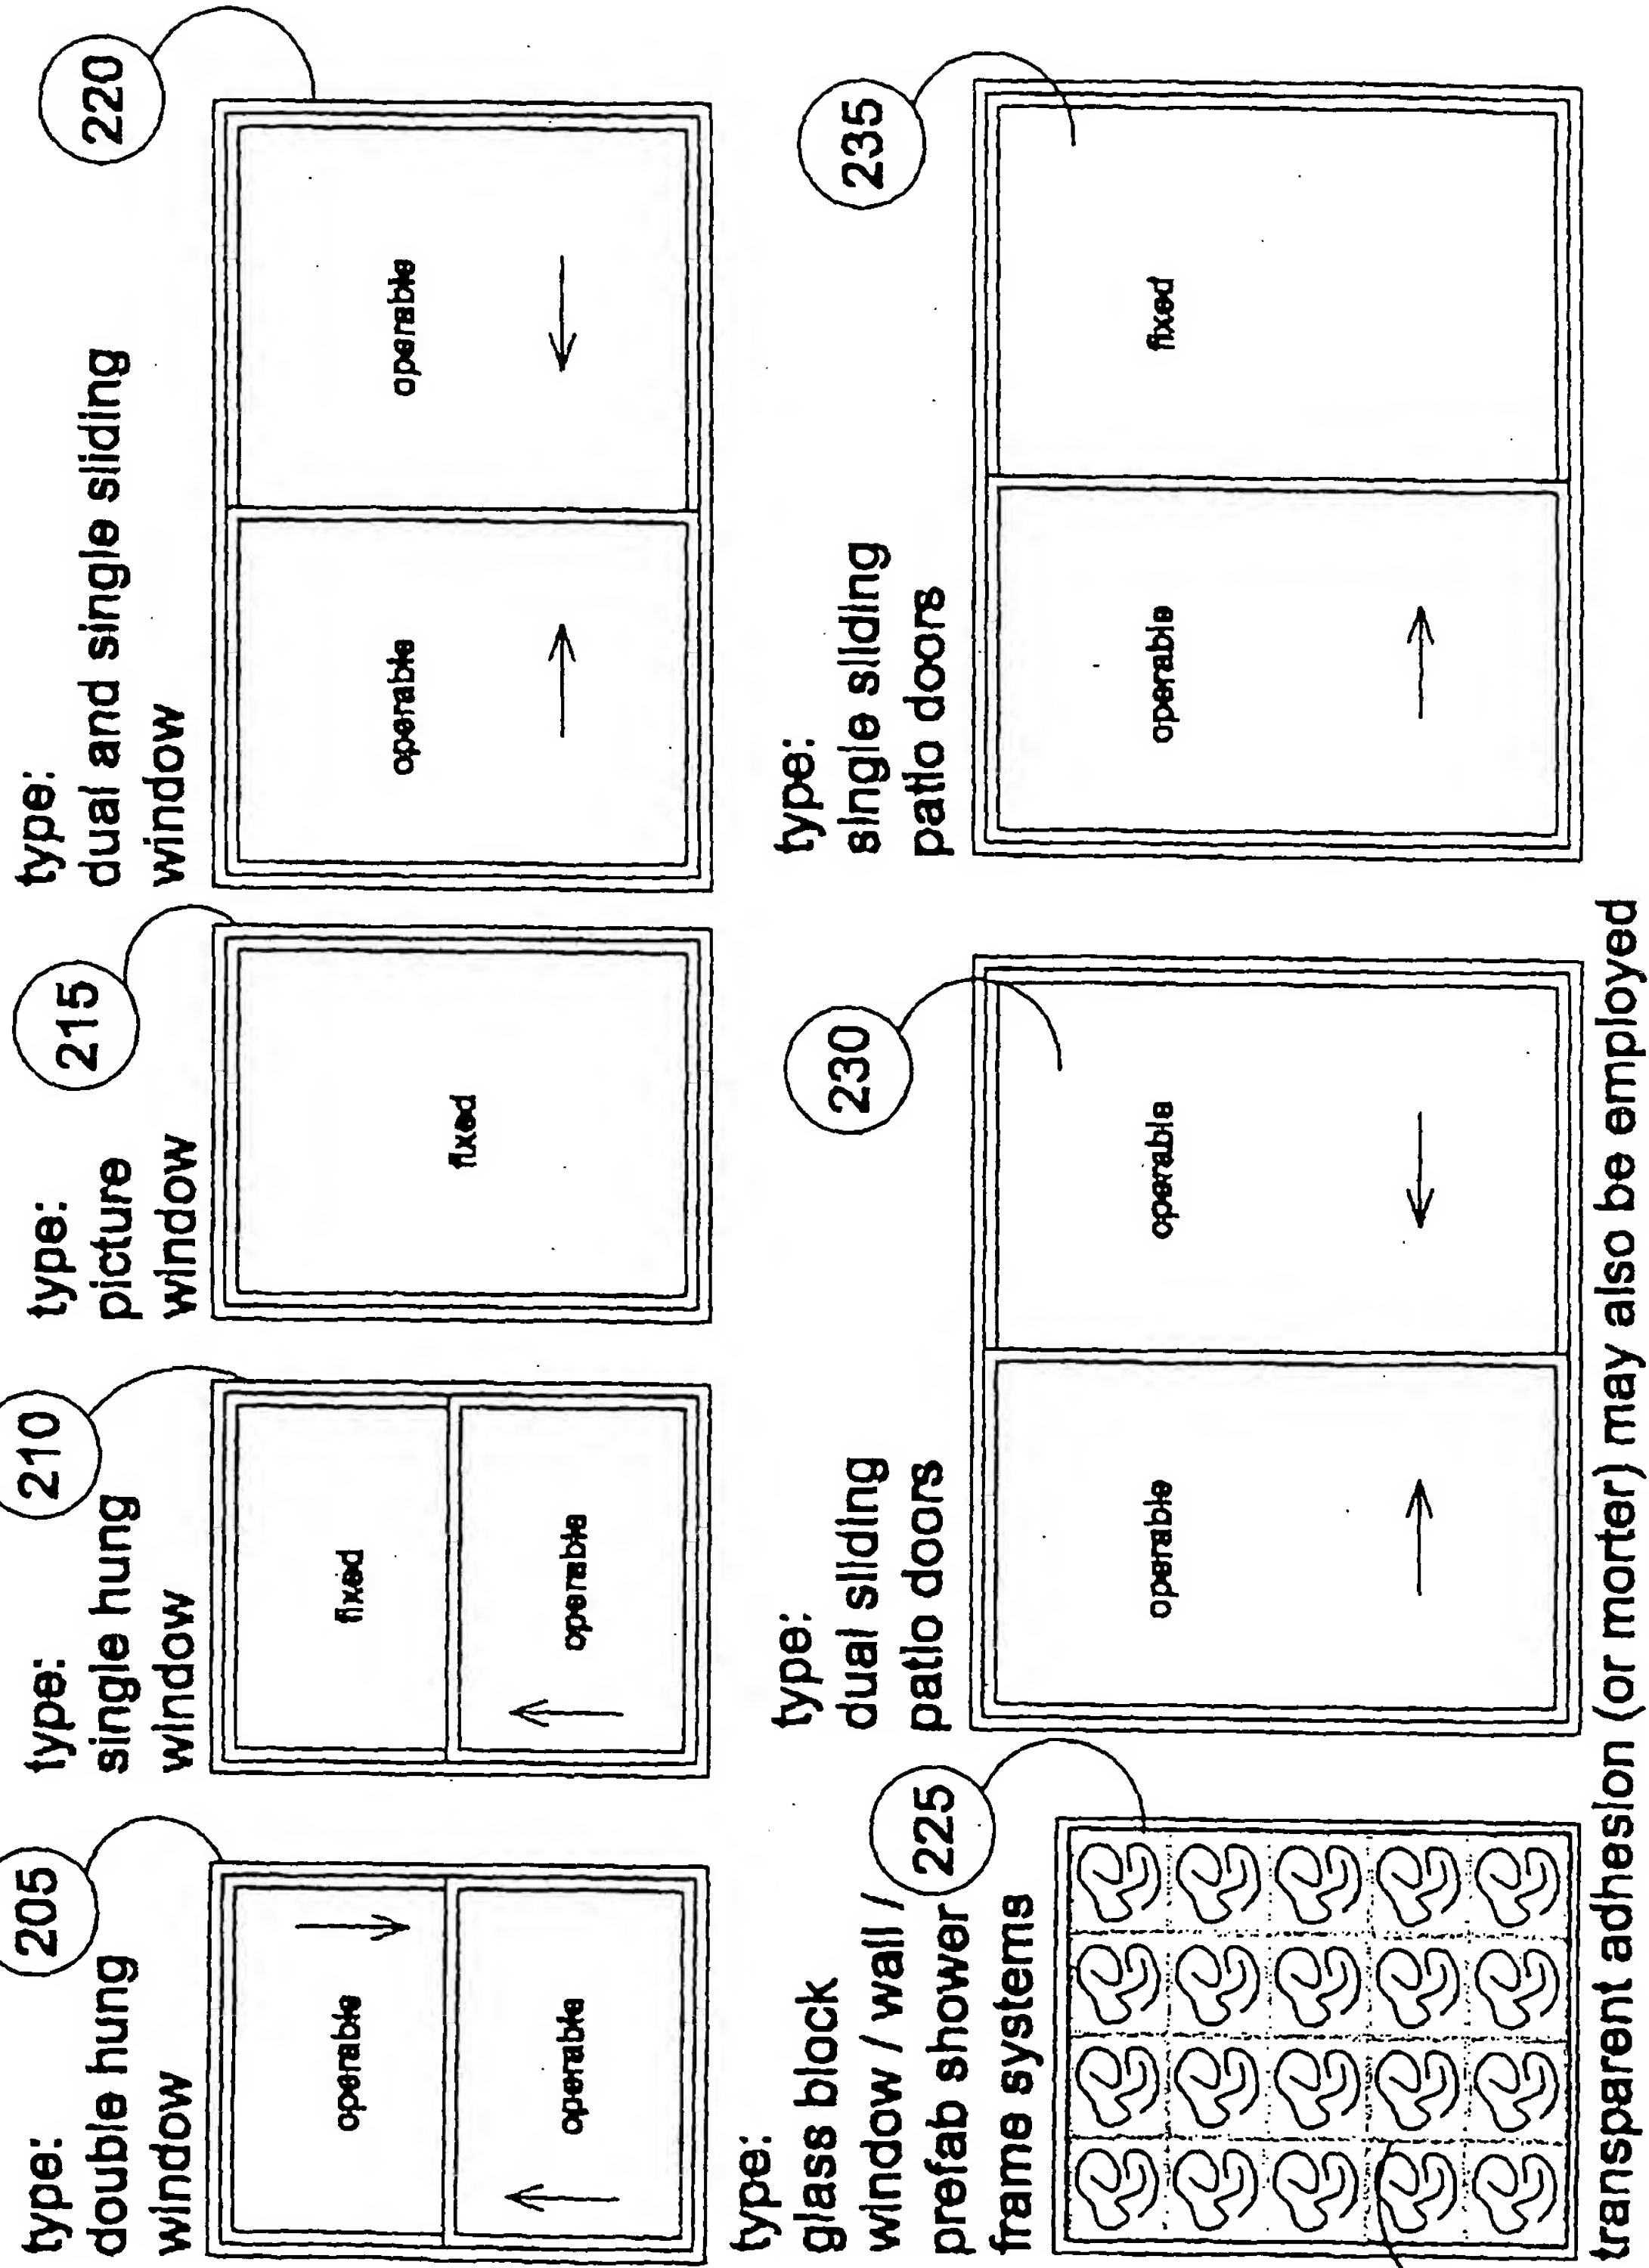 type:
double hung
window
205
operable
operable
type:
single hung
window
210
fixed
operable
type:
picture
window
215
fixed
type:
dual and single sliding
window
220
operable
operable
type:
glass block
window / wall /
prefab shower
frame systems
225
type:
dual sliding
patio doors
230
operable
operable
type:
single sliding
patio doors
235
operable
fixed
transparent adhesion (or morter) may also be employed